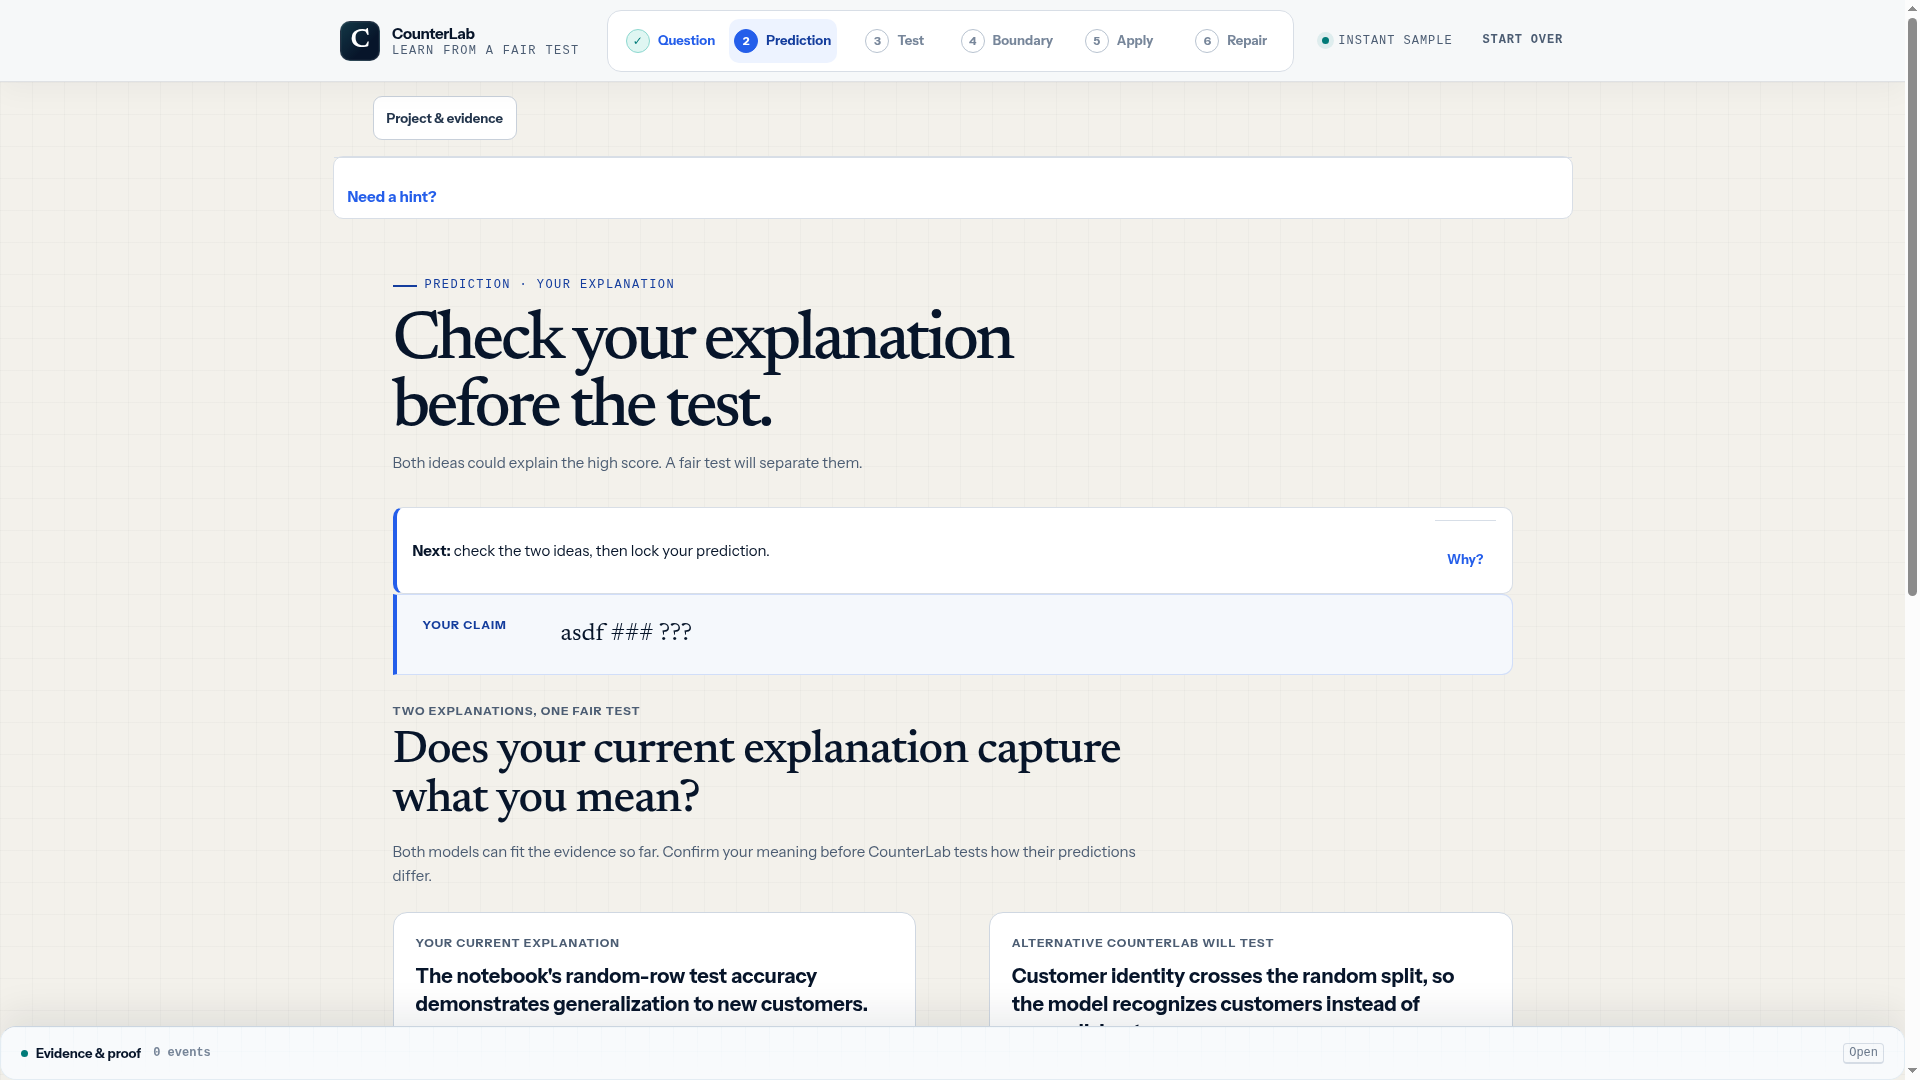 C
CounterLab
LEARN FROM A FAIR TEST
✓ Question
2 Prediction
3 Test
4 Boundary
5 Apply
6 Repair
INSTANT SAMPLE
START OVER
Project & evidence
Need a hint?
PREDICTION · YOUR EXPLANATION
Check your explanation
before the test.
Both ideas could explain the high score. A fair test will separate them.
Next: check the two ideas, then lock your prediction.
Why?
YOUR CLAIM
asdf ### ???
TWO EXPLANATIONS, ONE FAIR TEST
Does your current explanation capture
what you mean?
Both models can fit the evidence so far. Confirm your meaning before CounterLab tests how their predictions
differ.
YOUR CURRENT EXPLANATION
The notebook's random-row test accuracy
demonstrates generalization to new customers.
ALTERNATIVE COUNTERLAB WILL TEST
Customer identity crosses the random split, so
the model recognizes customers instead of
Evidence & proof
0 events
Open